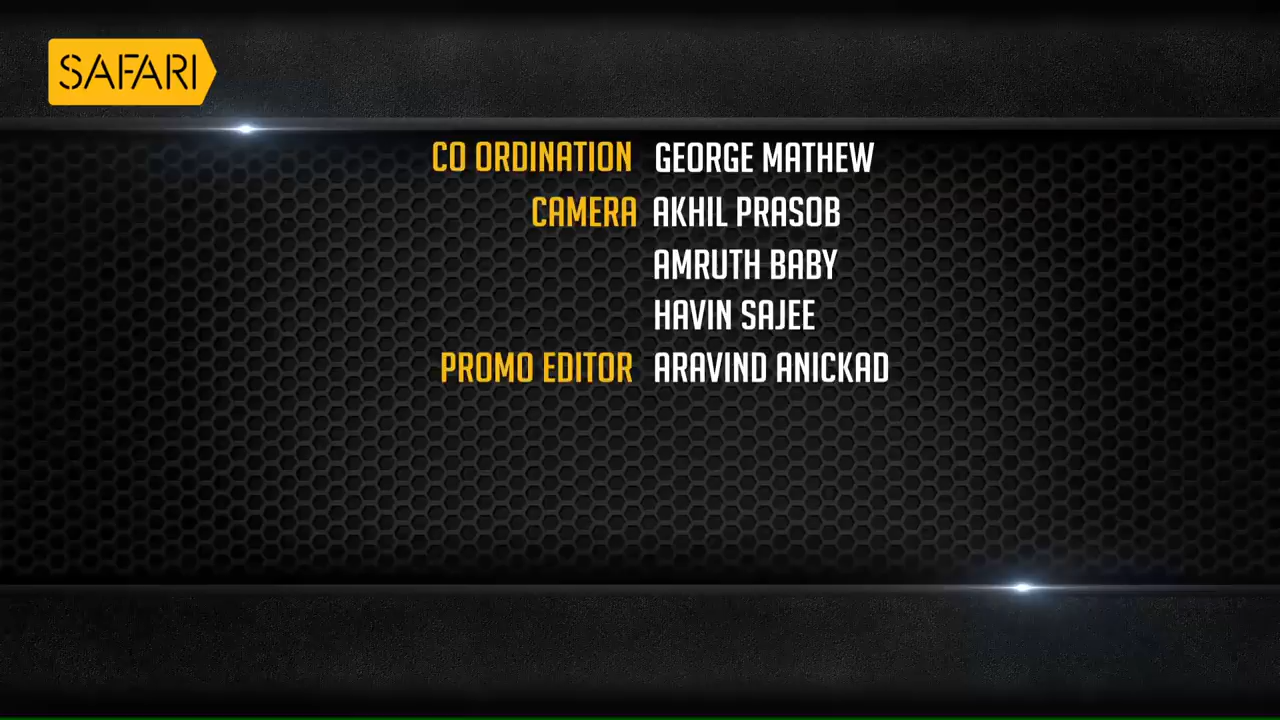 SAFARI
CO ORDINATION GEORGE MATHEW
CAMERA AKHIL PRASOB
AMRUTH BABY
HAVIN SAJEE
PROMO EDITOR ARAVIND ANICKAD